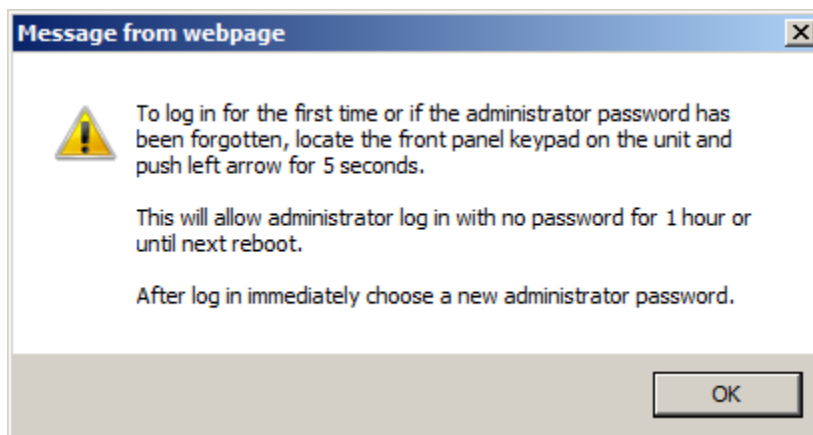 Message from webpage
To log in for the first time or if the administrator password has
been forgotten, locate the front panel keypad on the unit and
push left arrow for 5 seconds.
This will allow administrator log in with no password for 1 hour or
until next reboot.
After log in immediately choose a new administrator password.
OK